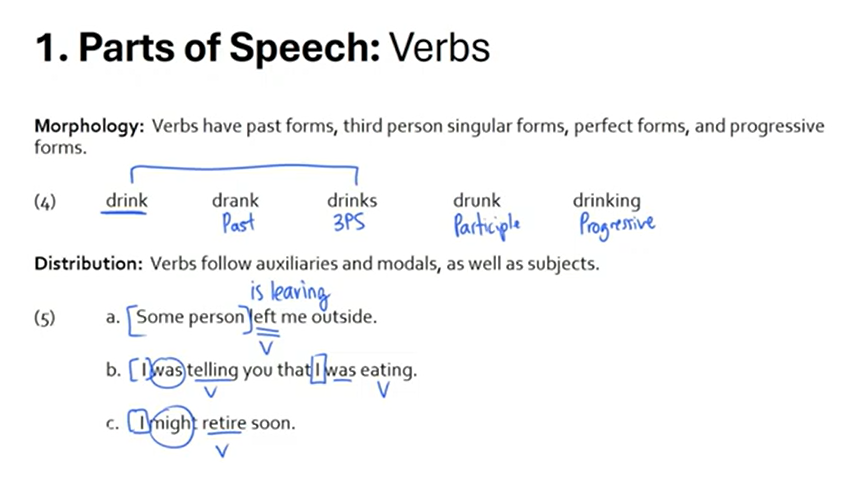 1. Parts of Speech: Verbs
Morphology: Verbs have past forms, third person singular forms, perfect forms, and progressive
forms.
(4) drink drank drinks drunk drinking
Past 3PS Participle Progressive
Distribution: Verbs follow auxiliaries and modals, as well as subjects.
is leaving
(5) a. [Some person] left me outside.
V
b. [I was telling you that I was eating.
V V
c. I might retire soon.
V